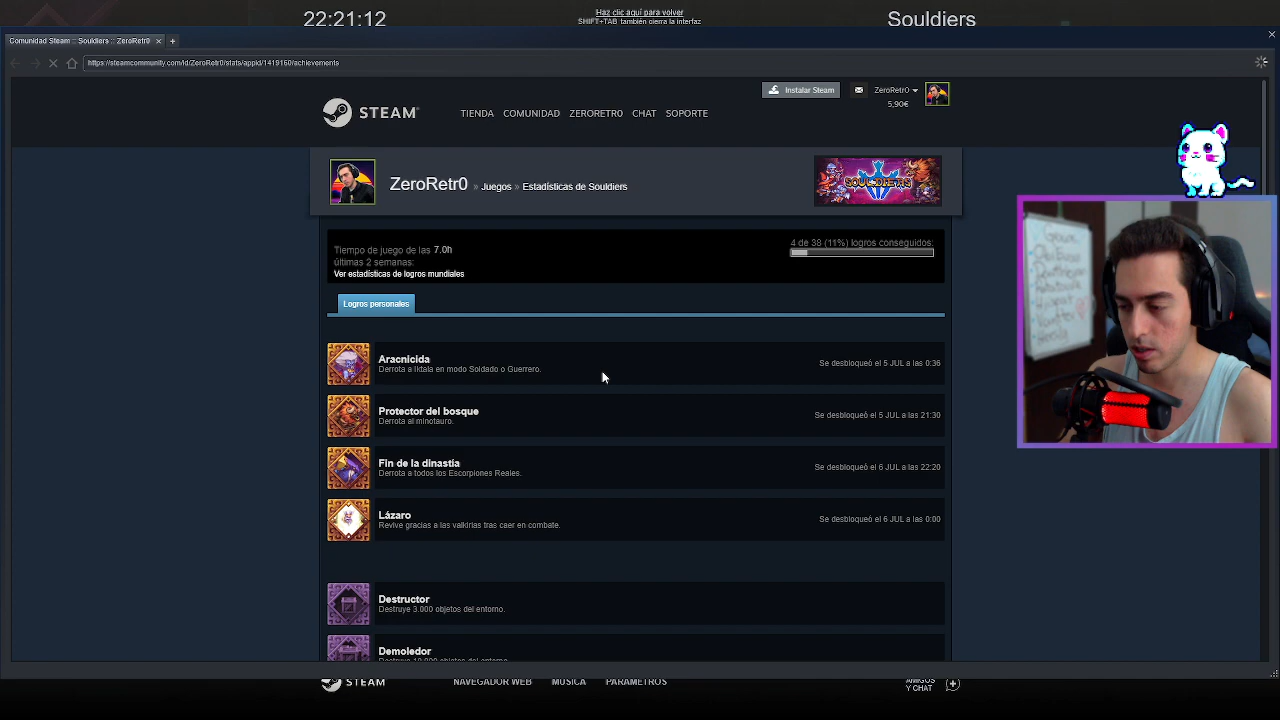 22:21:12
Haz clic aquí para volver
SHIFT+TAB también cierra la interfaz
Souldiers
Comunidad Steam :: Souldiers :: ZeroRetr0
https://steamcommunity.com/id/ZeroRetr0/stats/appid/1419160/achievements
Instalar Steam
ZeroRetr0
5,90€
STEAM
TIENDA COMUNIDAD ZERORETR0 CHAT SOPORTE
ZeroRetr0 » Juegos » Estadísticas de Souldiers
SOULDIERS
Tiempo de juego de las últimas 2 semanas: 7.0h
4 de 38 (11%) logros conseguidos:
Ver estadísticas de logros mundiales
Logros personales
Aracnicida
Derrota a Iktala en modo Soldado o Guerrero.
Se desbloqueó el 5 JUL a las 0:36
Protector del bosque
Derrota al minotauro.
Se desbloqueó el 5 JUL a las 21:30
Fin de la dinastía
Derrota a todos los Escorpiones Reales.
Se desbloqueó el 6 JUL a las 22:20
Lázaro
Revive gracias a las valkirias tras caer en combate.
Se desbloqueó el 6 JUL a las 0:00
Destructor
Destruye 3.000 objetos del entorno.
Demoledor
Destruye 10.000 objetos del entorno.
STEAM
NAVEGADOR WEB MÚSICA PARÁMETROS
AMIGOS
Y CHAT